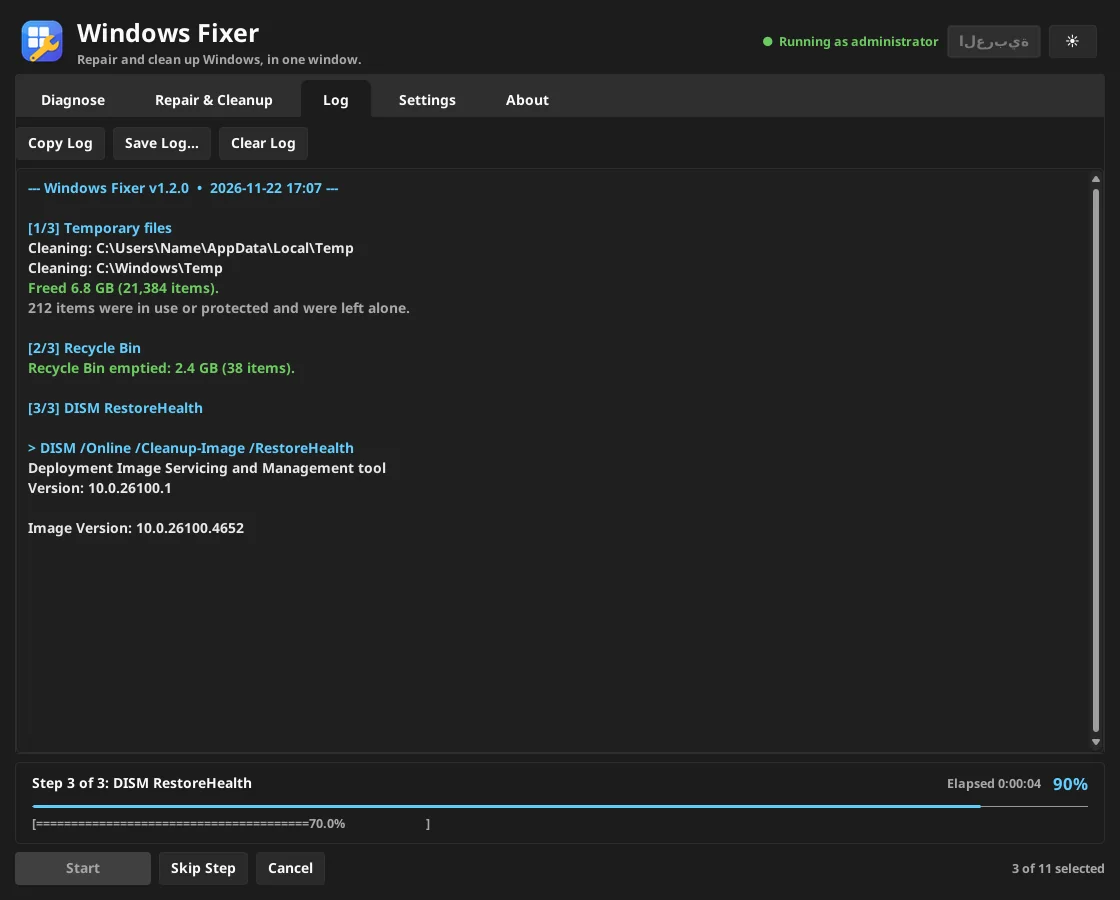 Windows Fixer
Repair and clean up Windows, in one window.
Running as administrator
العربية
Diagnose
Repair & Cleanup
Log
Settings
About
Copy Log
Save Log...
Clear Log
--- Windows Fixer v1.2.0 • 2026-11-22 17:07 ---
[1/3] Temporary files
Cleaning: C:\Users\Name\AppData\Local\Temp
Cleaning: C:\Windows\Temp
Freed 6.8 GB (21,384 items).
212 items were in use or protected and were left alone.
[2/3] Recycle Bin
Recycle Bin emptied: 2.4 GB (38 items).
[3/3] DISM RestoreHealth
> DISM /Online /Cleanup-Image /RestoreHealth
Deployment Image Servicing and Management tool
Version: 10.0.26100.1
Image Version: 10.0.26100.4652
Step 3 of 3: DISM RestoreHealth
Elapsed 0:00:04
90%
[=======================================70.0%                    ]
Start
Skip Step
Cancel
3 of 11 selected